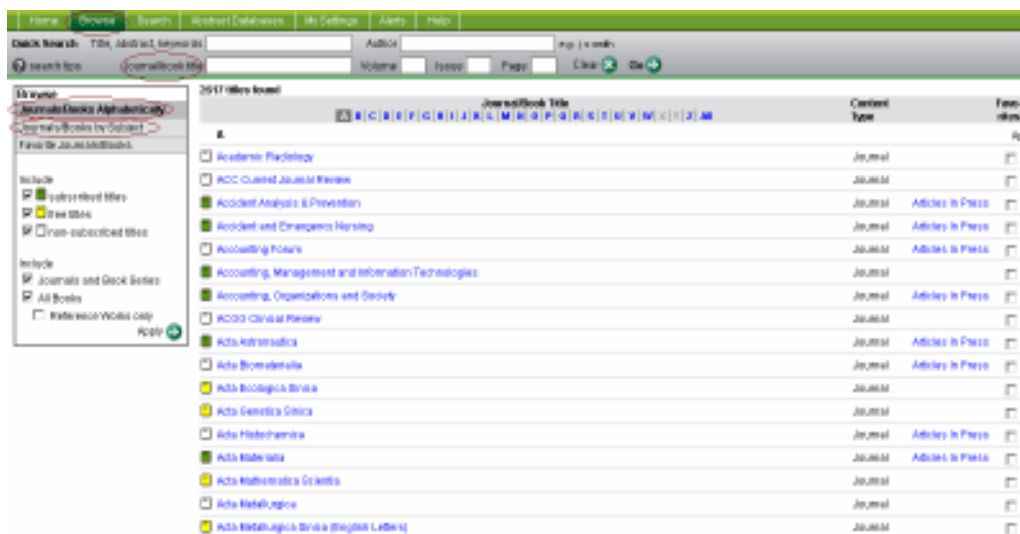 Home Browse Search Abstract Databases My Settings Alerts Help
Quick Search Title, abstract, keywords Author e.g. j s smith
search tips Journal/book title Volume Issue Page Clear Go
Browse
Journals/Books Alphabetically
Journals/Books by Subject
Favorite Journals/Books
Include
subscribed titles
free titles
non-subscribed titles
Include
Journals and Book Series
All Books
Reference Works only
Apply
titles found
Journal/Book Title Content Type
A B C D E F G H I J K L M N O P Q R S T U V W X Y Z All
A
Academic Radiology Journal
ACC Current Journal Review Journal
Accident Analysis & Prevention Journal Articles in Press
Accident and Emergency Nursing Journal Articles in Press
Accounting Forum Journal Articles in Press
Accounting, Management and Information Technologies Journal
Accounting, Organizations and Society Journal Articles in Press
ACOG Clinical Review Journal
Acta Astronautica Journal Articles in Press
Acta Biomaterialia Journal Articles in Press
Acta Ecologica Sinica Journal
Acta Genetica Sinica Journal
Acta Histochemica Journal Articles in Press
Acta Materialia Journal Articles in Press
Acta Mathematica Scientia Journal
Acta Metallurgica Journal
Acta Metallurgica Sinica (English Letters) Journal